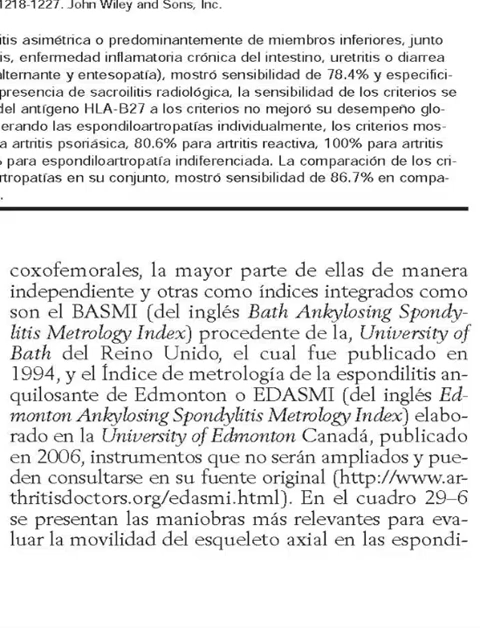 1218-1227. John Wiley and Sons, Inc.
itis asimétrica o predominantemente de miembros inferiores, junto
is, enfermedad inflamatoria crónica del intestino, uretritis o diarrea
alternante y entesopatía), mostró sensibilidad de 78.4% y especifici-
presencia de sacroilitis radiológica, la sensibilidad de los criterios se
del antígeno HLA-B27 a los criterios no mejoró su desempeño glo-
erando las espondiloartropatías individualmente, los criterios mos-
a artritis psoriásica, 80.6% para artritis reactiva, 100% para artritis
% para espondiloartropatía indiferenciada. La comparación de los cri-
rtropatías en su conjunto, mostró sensibilidad de 86.7% en compa-
.
coxofemorales, la mayor parte de ellas de manera
independiente y otras como índices integrados como
son el BASMI (del inglés Bath Ankylosing Spondy-
litis Metrology Index) procedente de la, University of
Bath del Reino Unido, el cual fue publicado en
1994, y el Índice de metrología de la espondilitis an-
quilosante de Edmonton o EDASMI (del inglés Ed-
monton Ankylosing Spondylitis Metrology Index) elabo-
rado en la University of Edmonton Canadá, publicado
en 2006, instrumentos que no serán ampliados y pue-
den consultarse en su fuente original (http://www.ar-
thritisdoctors.org/edasmi.html). En el cuadro 29–6
se presentan las maniobras más relevantes para eva-
luar la movilidad del esqueleto axial en las espondi-